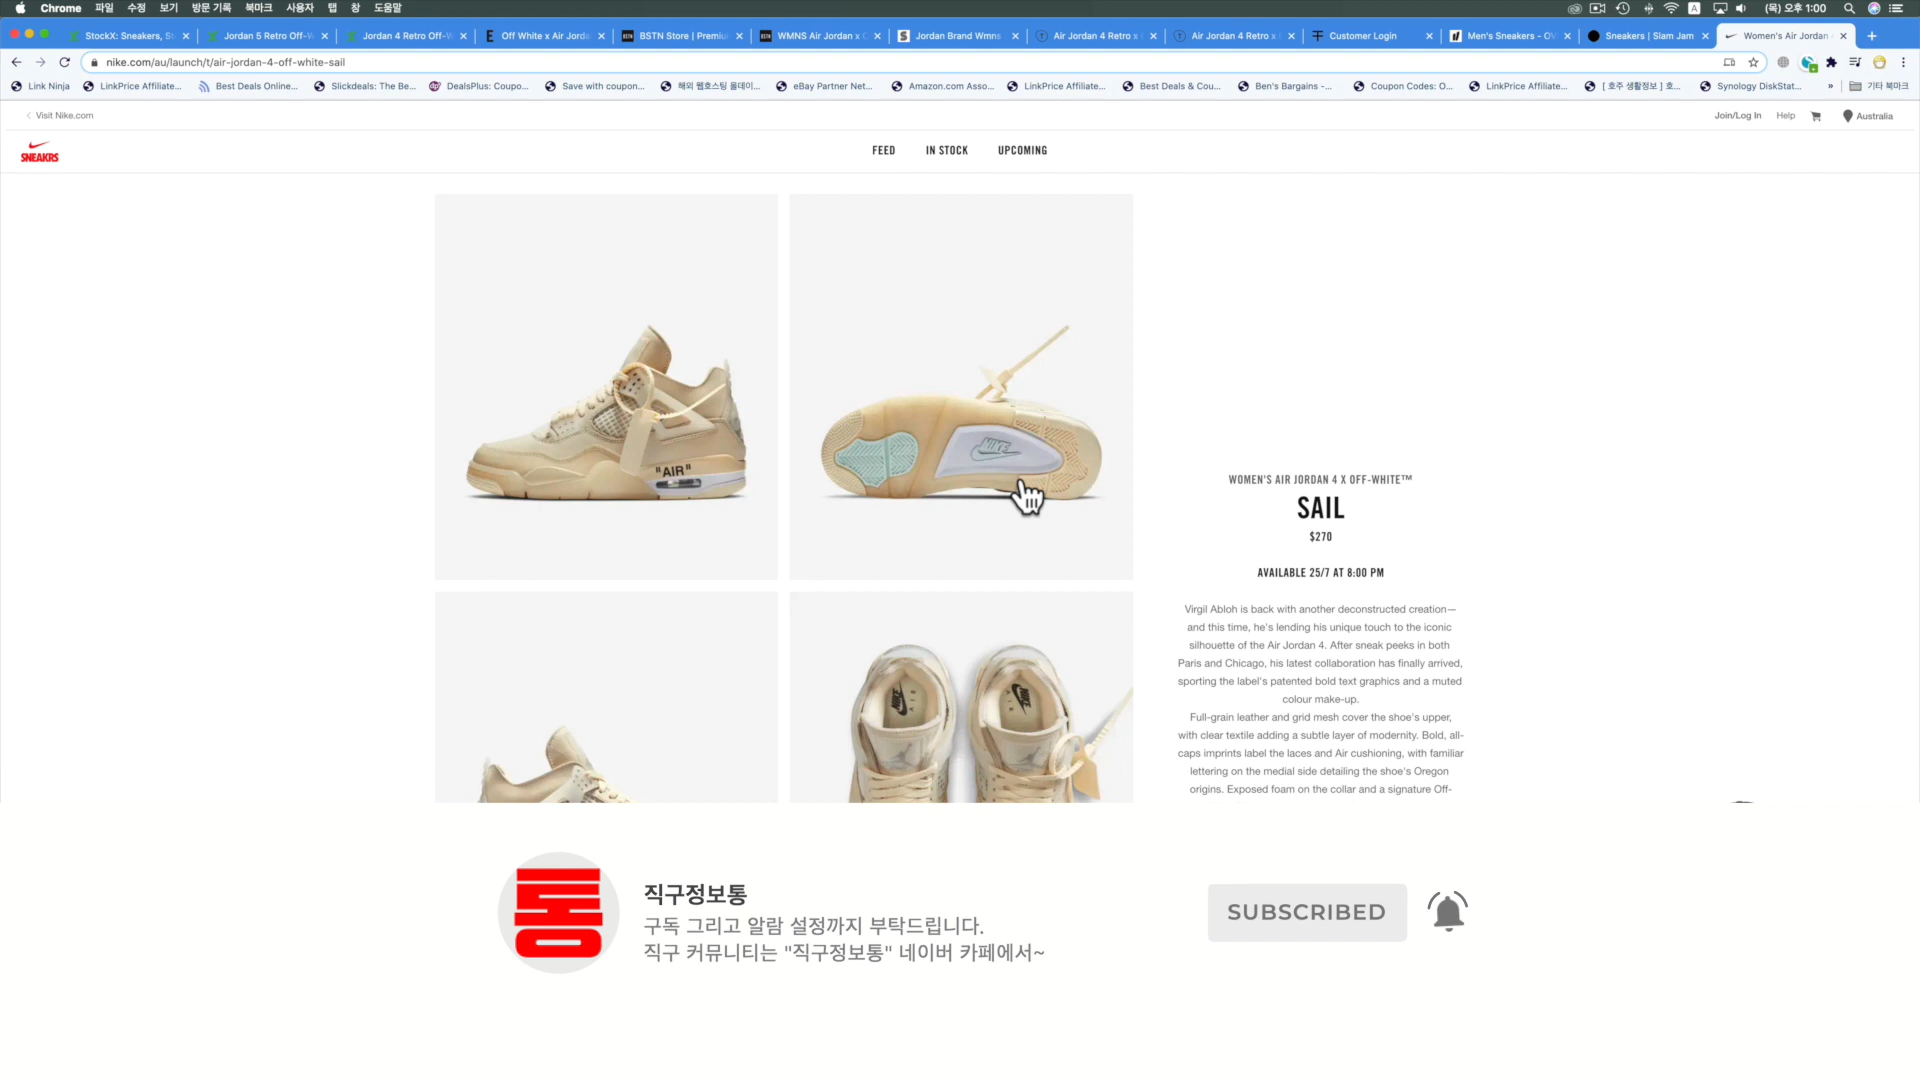 Chrome 파일 수정 보기 방문 기록 북마크 사용자 탭 창 도움말 A (목) 오후 1:00
StockX: Sneakers, St Jordan 5 Retro Off-W Jordan 4 Retro Off-W Off White x Air Jorda BSTN Store | Premiu WMNS Air Jordan x Jordan Brand Wmns Air Jordan 4 Retro x Air Jordan 4 Retro x Customer Login Men's Sneakers - OV Sneakers | Slam Jam Women's Air Jordan
nike.com/au/launch/t/air-jordan-4-off-white-sail
Link Ninja LinkPrice Affiliate... Best Deals Online... Slickdeals: The Be... DealsPlus: Coupo... Save with coupon... 해외 웹호스팅 올데이... eBay Partner Net... Amazon.com Asso... LinkPrice Affiliate... Best Deals & Cou... Ben's Bargains -... Coupon Codes: O... LinkPrice Affiliate... [ 호주 생활정보 ] 호... Synology DiskStat... » 기타 북마크
Visit Nike.com Join/Log In Help Australia
SNEAKRS FEED IN STOCK UPCOMING
"AIR"
NIKE
WOMEN'S AIR JORDAN 4 X OFF-WHITE™
SAIL
$270
AVAILABLE 25/7 AT 8:00 PM
Virgil Abloh is back with another deconstructed creation—
and this time, he's lending his unique touch to the iconic
silhouette of the Air Jordan 4. After sneak peeks in both
Paris and Chicago, his latest collaboration has finally arrived,
sporting the label's patented bold text graphics and a muted
colour make-up.
Full-grain leather and grid mesh cover the shoe's upper,
with clear textile adding a subtle layer of modernity. Bold, all-
caps imprints label the laces and Air cushioning, with familiar
lettering on the medial side detailing the shoe's Oregon
origins. Exposed foam on the collar and a signature Off-
통
직구정보통
구독 그리고 알람 설정까지 부탁드립니다.
직구 커뮤니티는 "직구정보통" 네이버 카페에서~
SUBSCRIBED